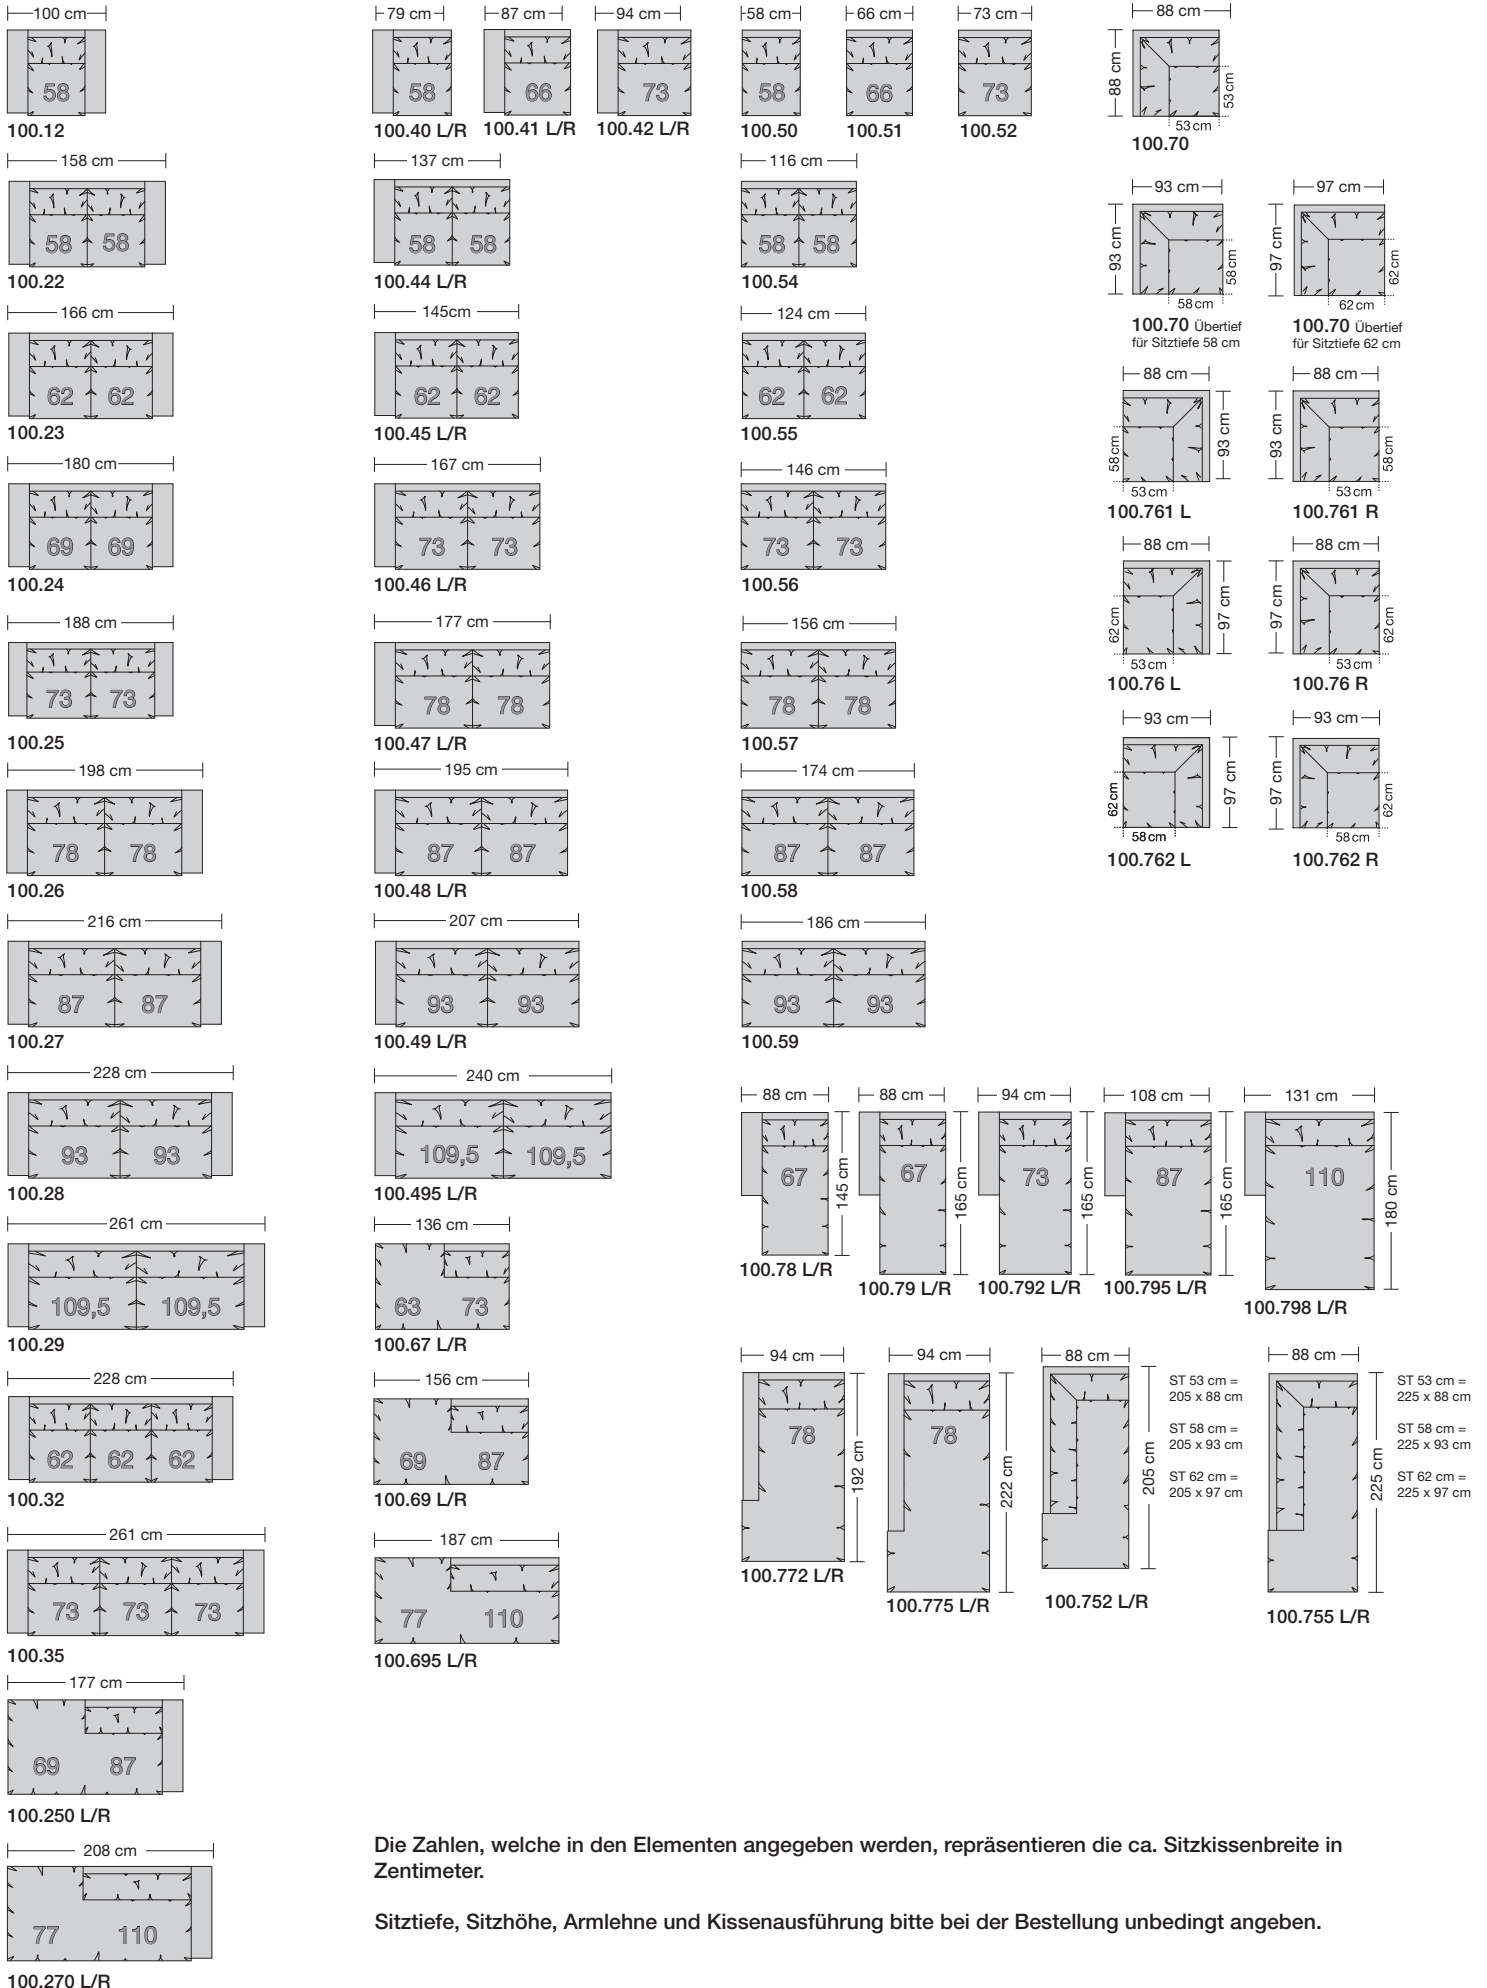 100 cm
58
100.12
158 cm
58 58
100.22
166 cm
62 62
100.23
180 cm
69 69
100.24
188 cm
73 73
100.25
198 cm
78 78
100.26
216 cm
87 87
100.27
228 cm
93 93
100.28
261 cm
109,5 109,5
100.29
228 cm
62 62 62
100.32
261 cm
73 73 73
100.35
177 cm
69 87
100.250 L/R
208 cm
77 110
100.270 L/R
79 cm
58
100.40 L/R
87 cm
66
100.41 L/R
94 cm
73
100.42 L/R
137 cm
58 58
100.44 L/R
145cm
62 62
100.45 L/R
167 cm
73 73
100.46 L/R
177 cm
78 78
100.47 L/R
195 cm
87 87
100.48 L/R
207 cm
93 93
100.49 L/R
240 cm
109,5 109,5
100.495 L/R
136 cm
63 73
100.67 L/R
156 cm
69 87
100.69 L/R
187 cm
77 110
100.695 L/R
58 cm
58
100.50
66 cm
66
100.51
73 cm
73
100.52
116 cm
58 58
100.54
124 cm
62 62
100.55
146 cm
73 73
100.56
156 cm
78 78
100.57
174 cm
87 87
100.58
186 cm
93 93
100.59
88 cm
88 cm
53 cm
53 cm
100.70
93 cm
93 cm
58 cm
58 cm
100.70 Übertief
für Sitztiefe 58 cm
97 cm
97 cm
62 cm
62 cm
100.70 Übertief
für Sitztiefe 62 cm
88 cm
58 cm
93 cm
53 cm
100.761 L
88 cm
93 cm
58 cm
53 cm
100.761 R
88 cm
62 cm
97 cm
53 cm
100.76 L
88 cm
97 cm
62 cm
53 cm
100.76 R
93 cm
62 cm
97 cm
58 cm
100.762 L
93 cm
97 cm
62 cm
58 cm
100.762 R
88 cm
67
145 cm
100.78 L/R
88 cm
67
165 cm
100.79 L/R
94 cm
73
165 cm
100.792 L/R
108 cm
87
165 cm
100.795 L/R
131 cm
110
180 cm
100.798 L/R
94 cm
78
192 cm
100.772 L/R
94 cm
78
222 cm
100.775 L/R
88 cm
205 cm
ST 53 cm =
205 x 88 cm
ST 58 cm =
205 x 93 cm
ST 62 cm =
205 x 97 cm
100.752 L/R
88 cm
225 cm
ST 53 cm =
225 x 88 cm
ST 58 cm =
225 x 93 cm
ST 62 cm =
225 x 97 cm
100.755 L/R
Die Zahlen, welche in den Elementen angegeben werden, repräsentieren die ca. Sitzkissenbreite in
Zentimeter.
Sitztiefe, Sitzhöhe, Armlehne und Kissenausführung bitte bei der Bestellung unbedingt angeben.